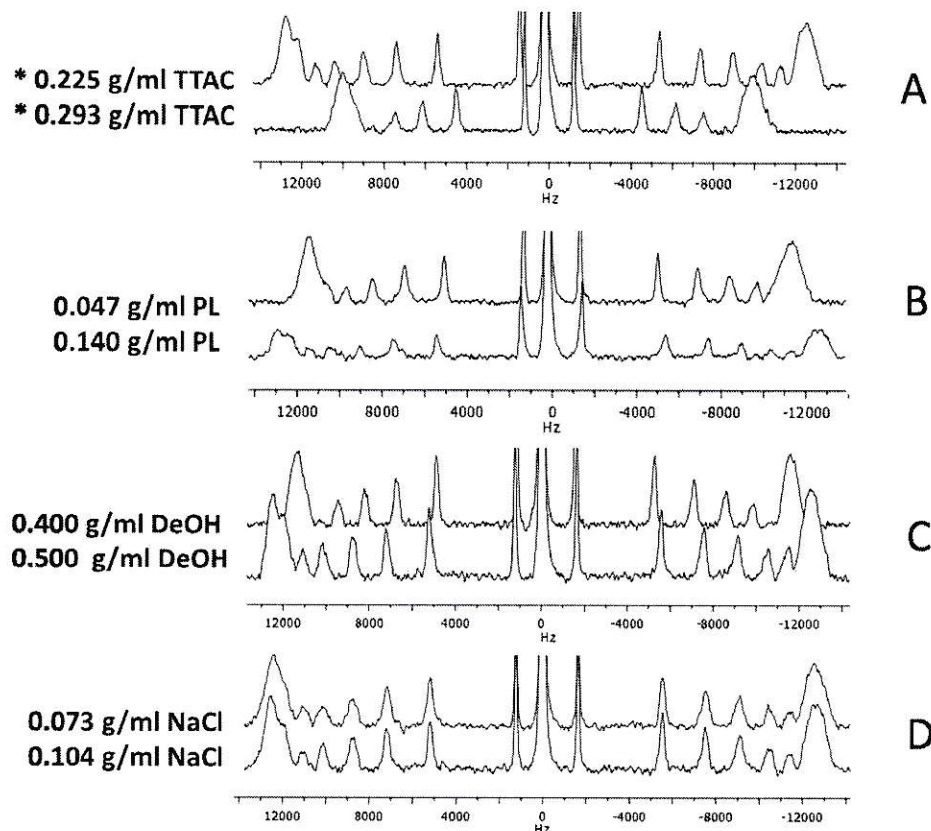 * 0.225 g/ml TTAC
* 0.293 g/ml TTAC
A
12000 8000 4000 0 -4000 -8000 -12000
Hz
0.047 g/ml PL
0.140 g/ml PL
B
12000 8000 4000 0 -4000 -8000 -12000
Hz
0.400 g/ml DeOH
0.500 g/ml DeOH
C
12000 8000 4000 0 -4000 -8000 -12000
Hz
0.073 g/ml NaCl
0.104 g/ml NaCl
D
12000 8000 4000 0 -4000 -8000 -12000
Hz